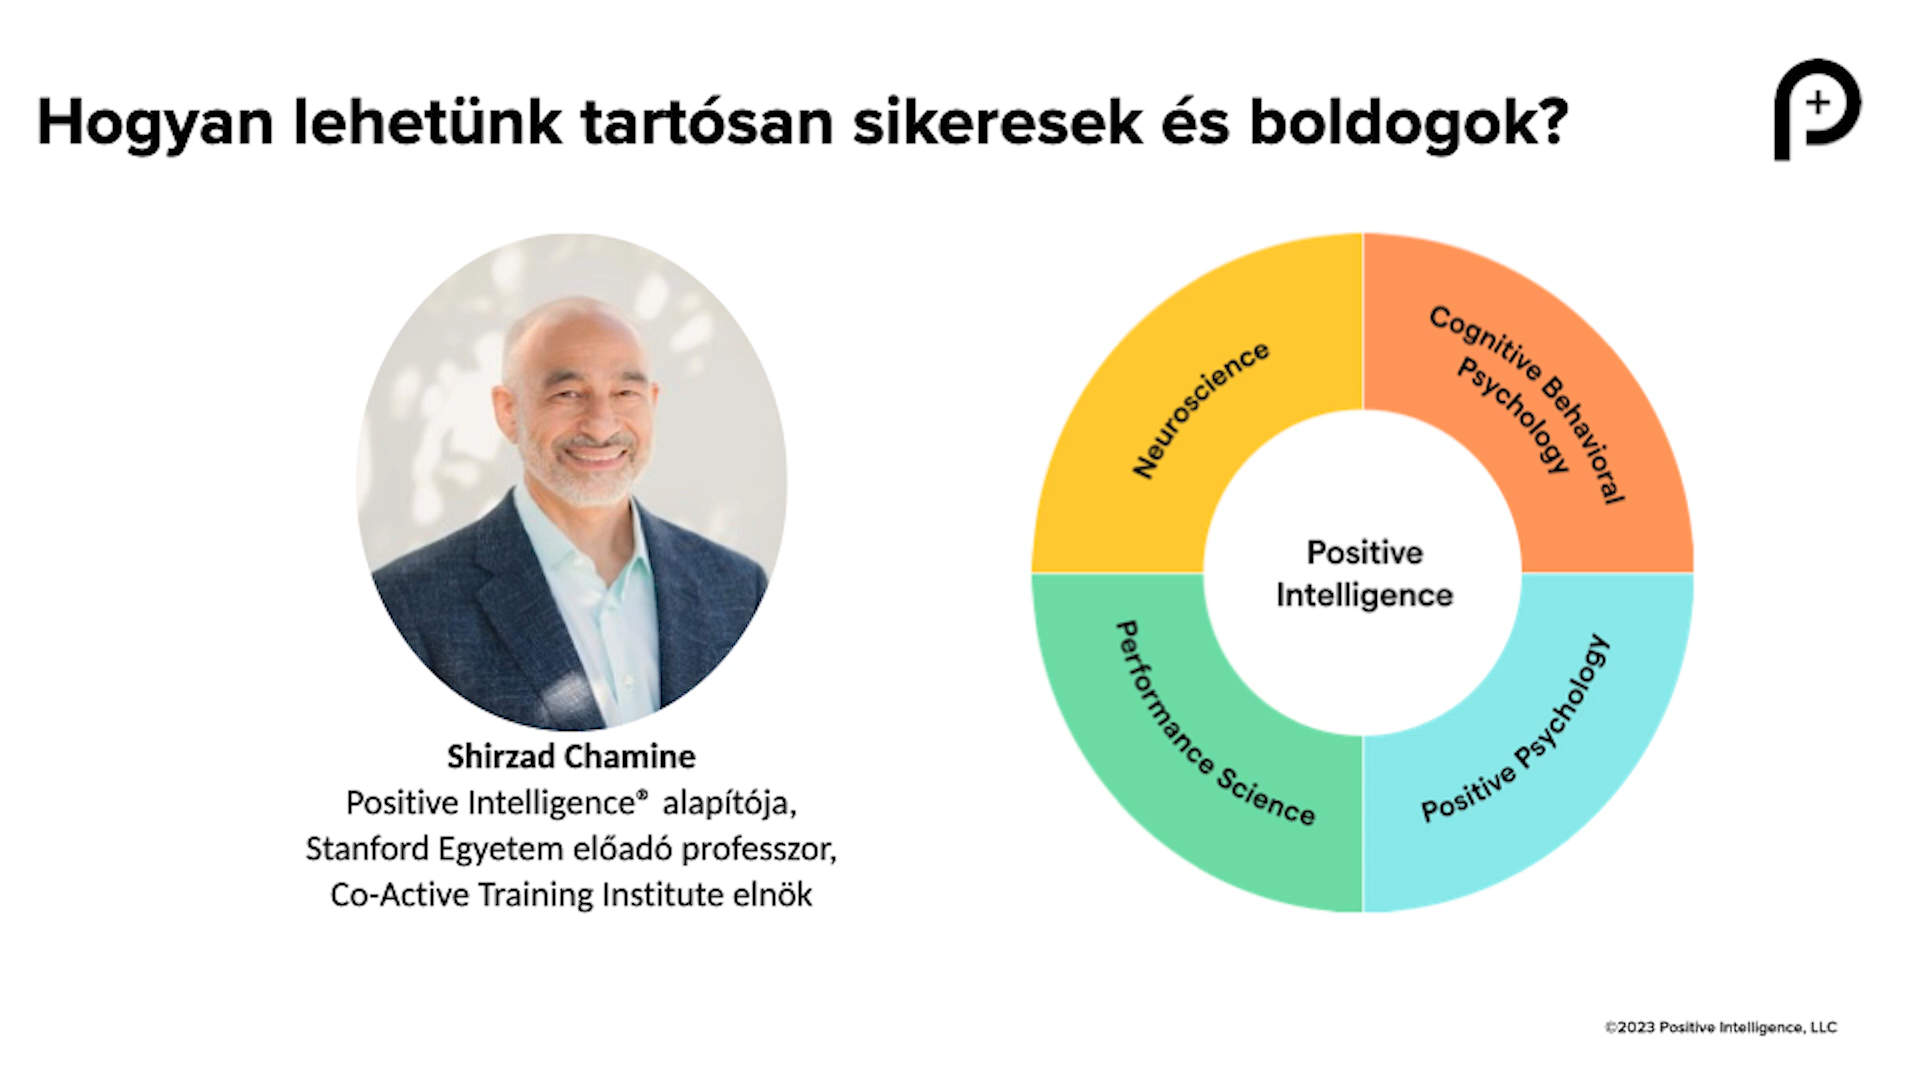 Hogyan lehetünk tartósan sikeresek és boldogok?
Shirzad Chamine
Positive Intelligence® alapítója,
Stanford Egyetem előadó professzor,
Co-Active Training Institute elnök
Neuroscience
Cognitive Behavioral
Psychology
Positive
Intelligence
Performance Science
Positive Psychology
©2023 Positive Intelligence, LLC